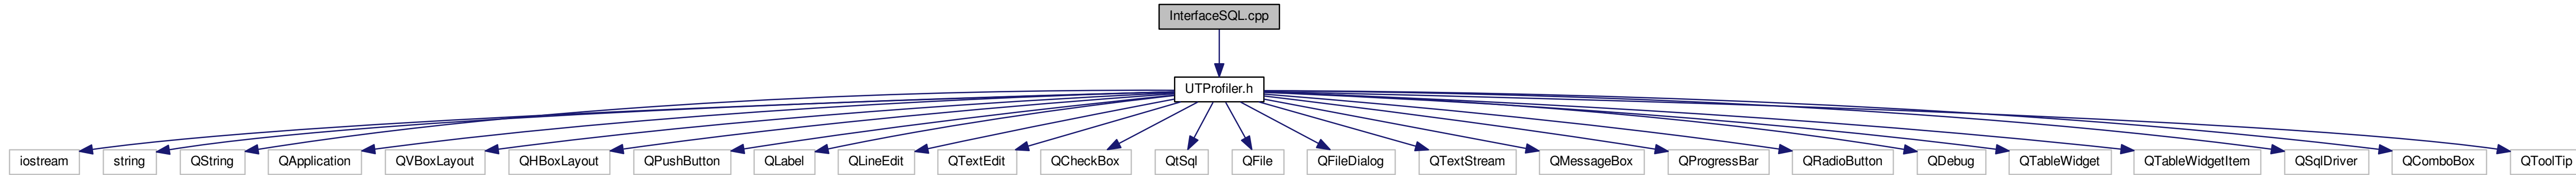 InterfaceSQL.cpp
UTProfiler.h
iostream string QString QApplication QVBoxLayout QHBoxLayout QPushButton QLabel QLineEdit QTextEdit QCheckBox QtSql QFile QFileDialog QTextStream QMessageBox QProgressBar QRadioButton QDebug QTableWidget QTableWidgetItem QSqlDriver QComboBox QToolTip